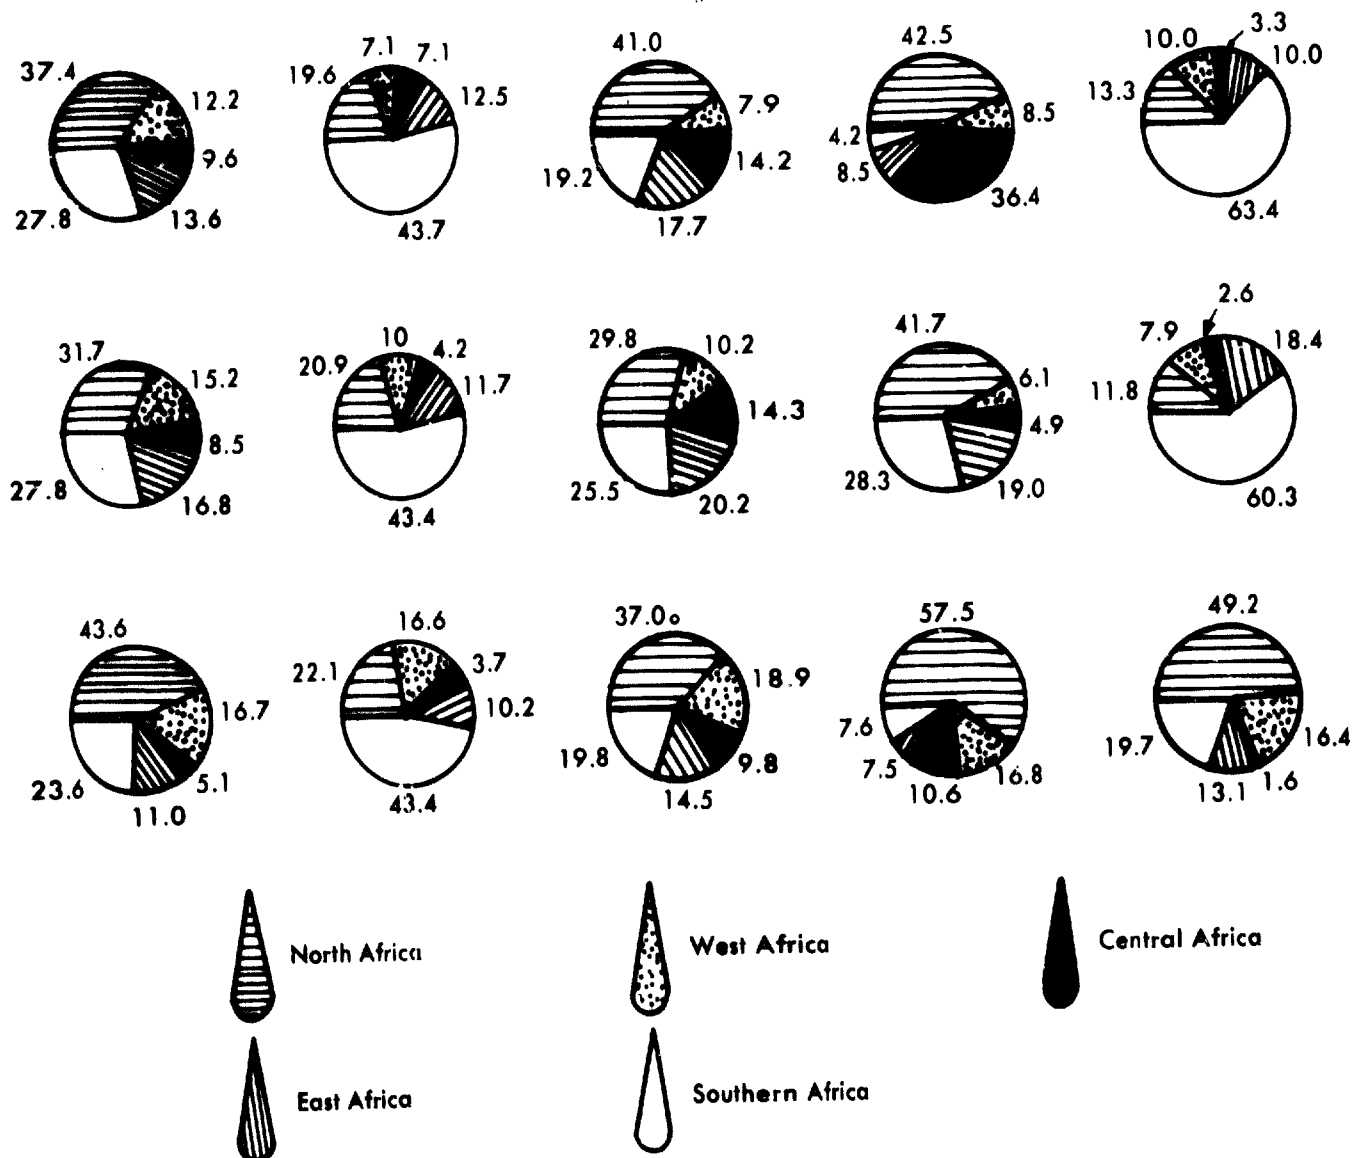 37.4 12.2 9.6 13.6 27.8
19.6 7.1 7.1 12.5 43.7
41.0 7.9 14.2 17.7 19.2
42.5 8.5 36.4 8.5 4.2
13.3 10.0 3.3 10.0 63.4
31.7 15.2 8.5 16.8 27.8
20.9 10 4.2 11.7 43.4
29.8 10.2 14.3 20.2 25.5
41.7 6.1 4.9 19.0 28.3
11.8 7.9 2.6 18.4 60.3
43.6 16.7 5.1 11.0 23.6
22.1 16.6 3.7 10.2 43.4
37.0 18.9 9.8 14.5 19.8
57.5 16.8 10.6 7.5 7.6
49.2 16.4 1.6 13.1 19.7
North Africa
West Africa
Central Africa
East Africa
Southern Africa